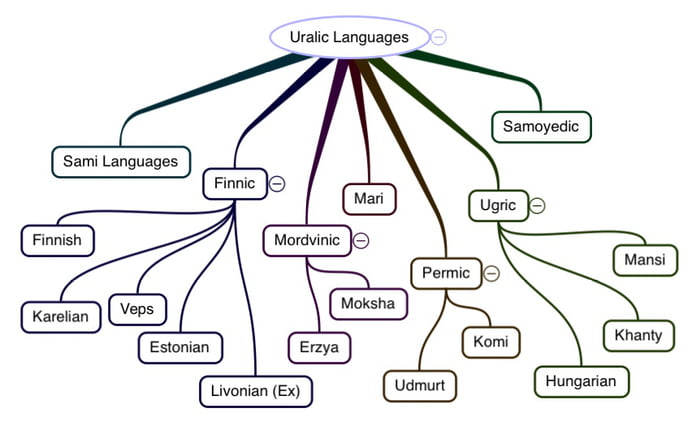 Uralic Languages
Samoyedic
Sami Languages
Finnic
Mari
Ugric
Finnish
Mordvinic
Mansi
Permic
Karelian
Veps
Moksha
Khanty
Estonian
Erzya
Komi
Livonian (Ex)
Udmurt
Hungarian